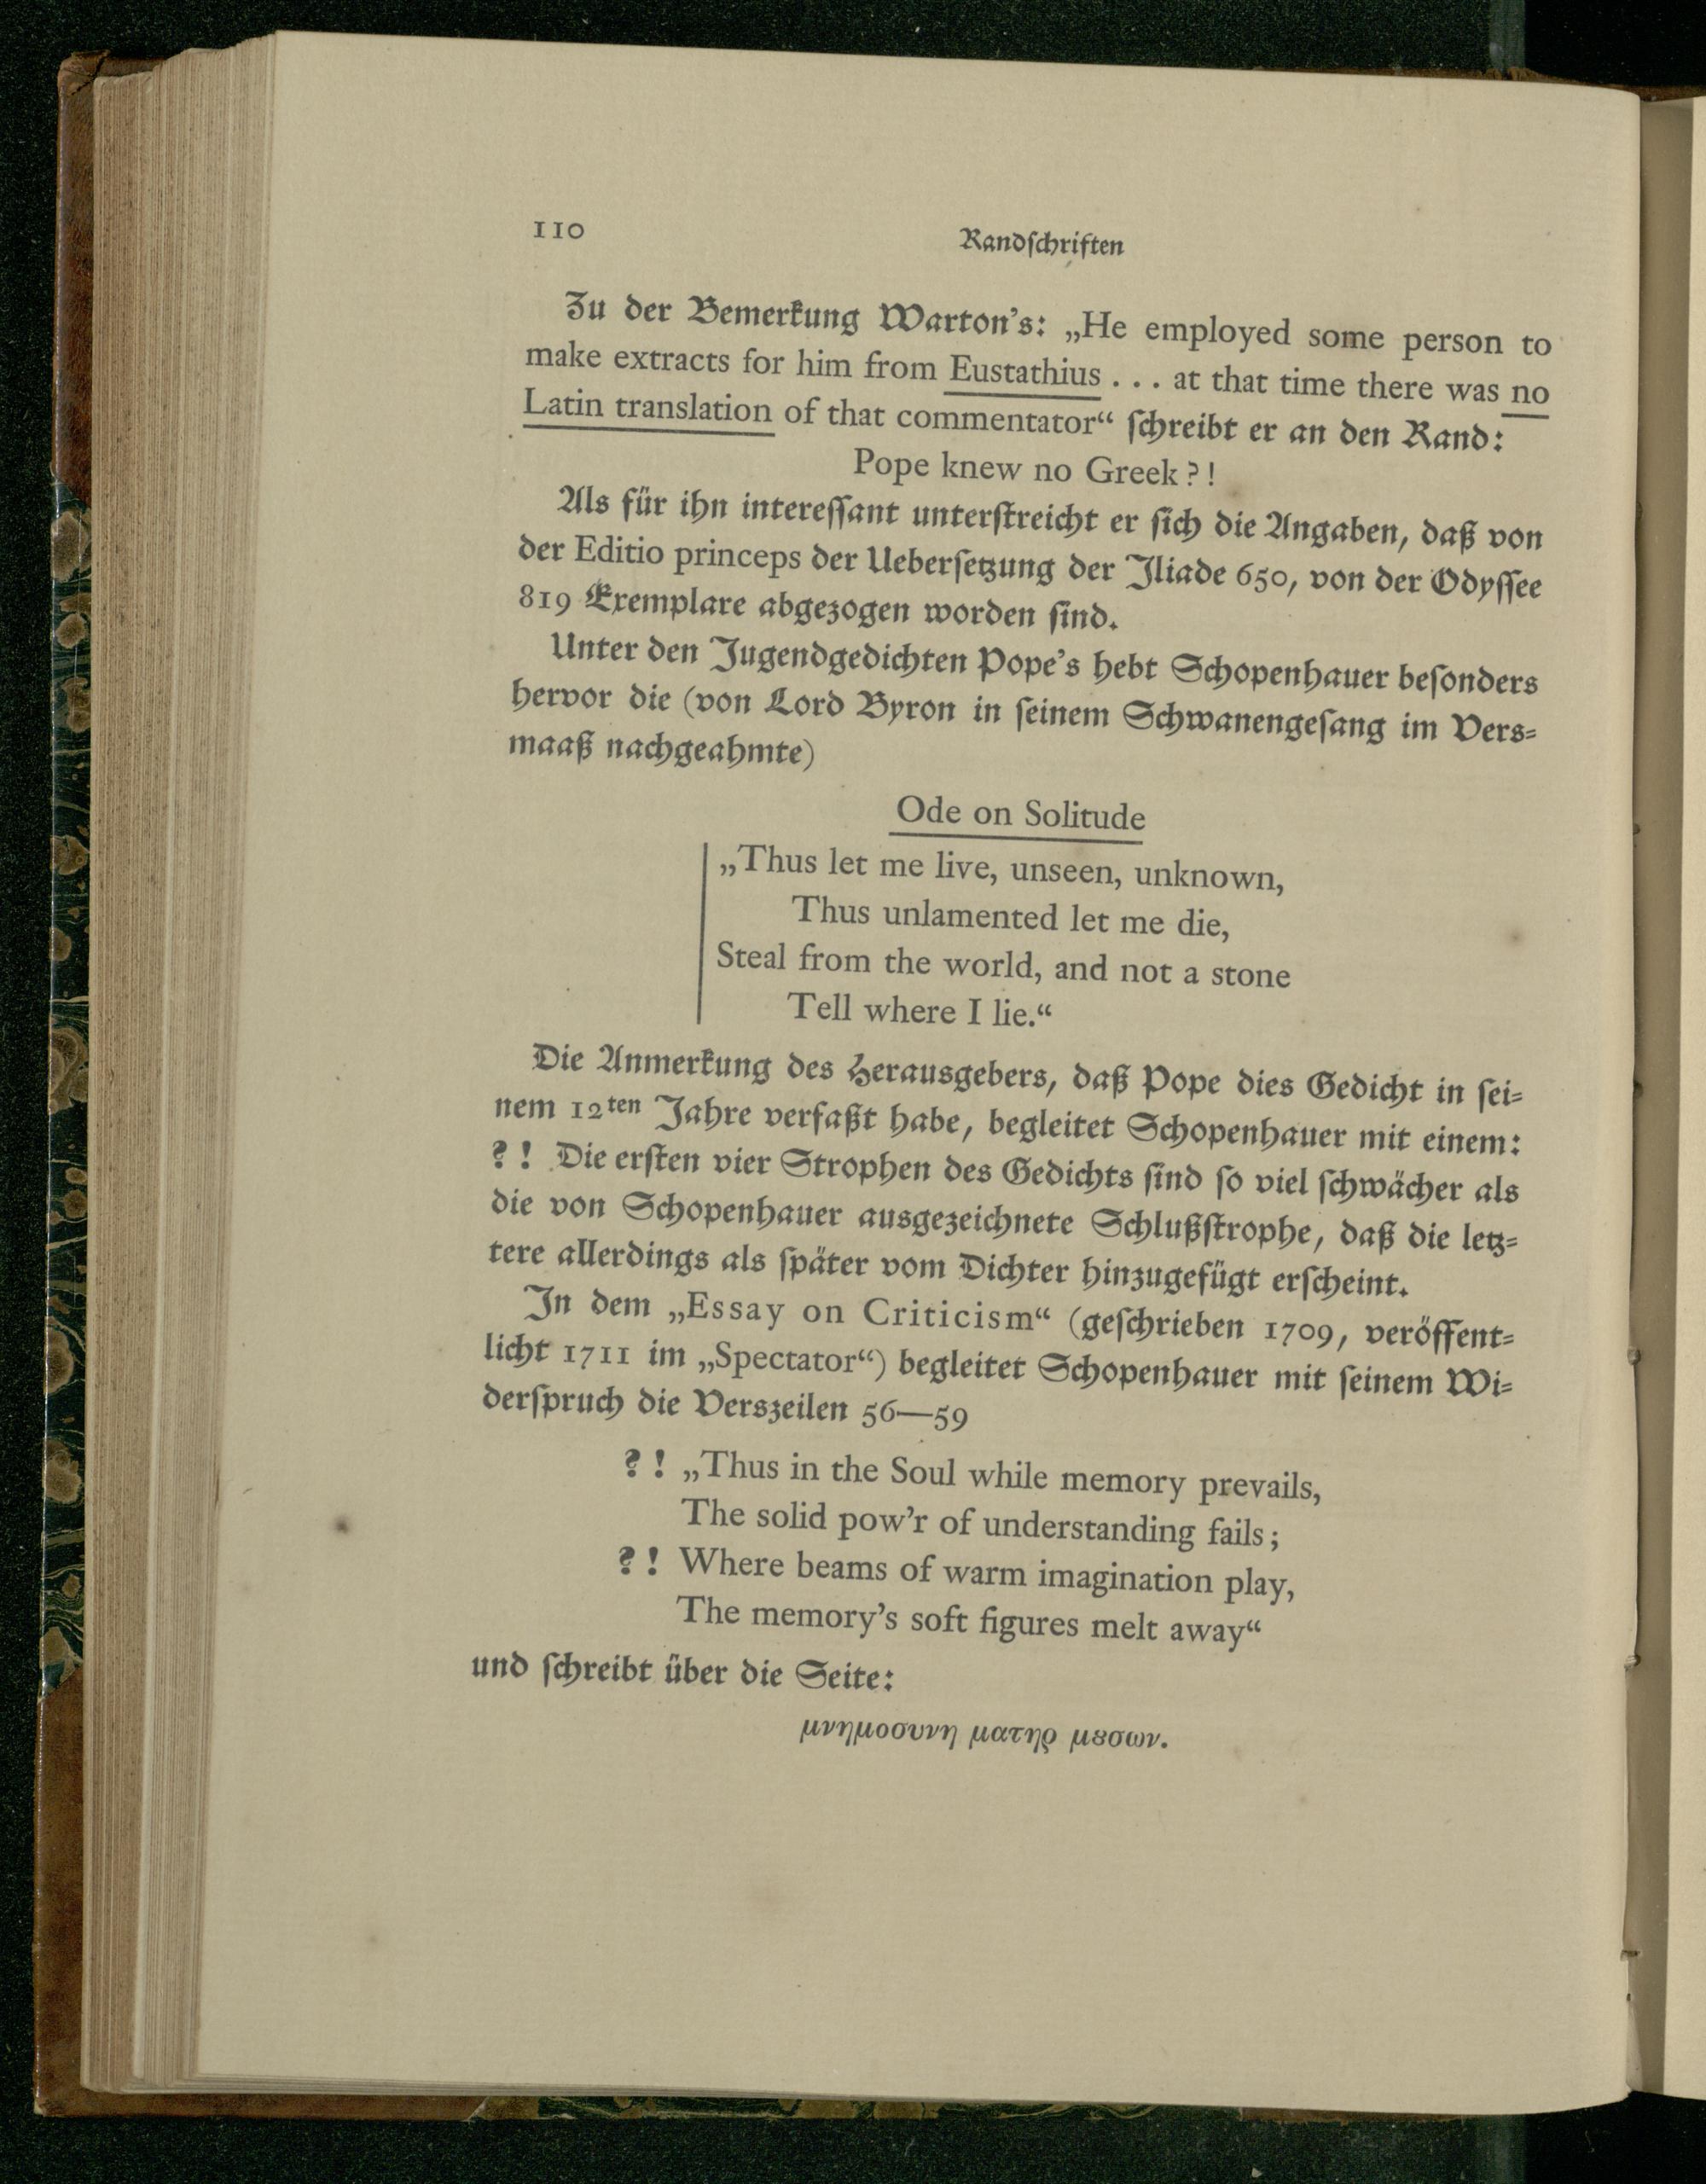 110
Randſchriften
Zu der Bemerkung Warton's: „He employed some person to
make extracts for him from Eustathius . . . at that time there was no
Latin translation of that commentator“ ſchreibt er an den Rand:
Pope knew no Greek?!
Als für ihn intereſſant unterſtreicht er ſich die Angaben, daß von
der Editio princeps der Ueberſetzung der Iliade 650, von der Odyſſee
819 Exemplare abgezogen worden ſind.
Unter den Jugendgedichten Pope's hebt Schopenhauer beſonders
hervor die (von Lord Byron in ſeinem Schwanengeſang im Vers=
maaß nachgeahmte)
Ode on Solitude
„Thus let me live, unseen, unknown,
Thus unlamented let me die,
Steal from the world, and not a stone
Tell where I lie.“
Die Anmerkung des Herausgebers, daß Pope dies Gedicht in ſei=
nem 12ten Jahre verfaßt habe, begleitet Schopenhauer mit einem:
?! Die erſten vier Strophen des Gedichts ſind ſo viel ſchwächer als
die von Schopenhauer ausgezeichnete Schlußſtrophe, daß die letz=
tere allerdings als ſpäter vom Dichter hinzugefügt erſcheint.
In dem „Essay on Criticism“ (geſchrieben 1709, veröffent=
licht 1711 im „Spectator“) begleitet Schopenhauer mit ſeinem Wi=
derſpruch die Verszeilen 56—59
?! „Thus in the Soul while memory prevails,
The solid pow'r of understanding fails;
?! Where beams of warm imagination play,
The memory's soft figures melt away“
und ſchreibt über die Seite:
μνημοσυνη ματηρ μȣσων.